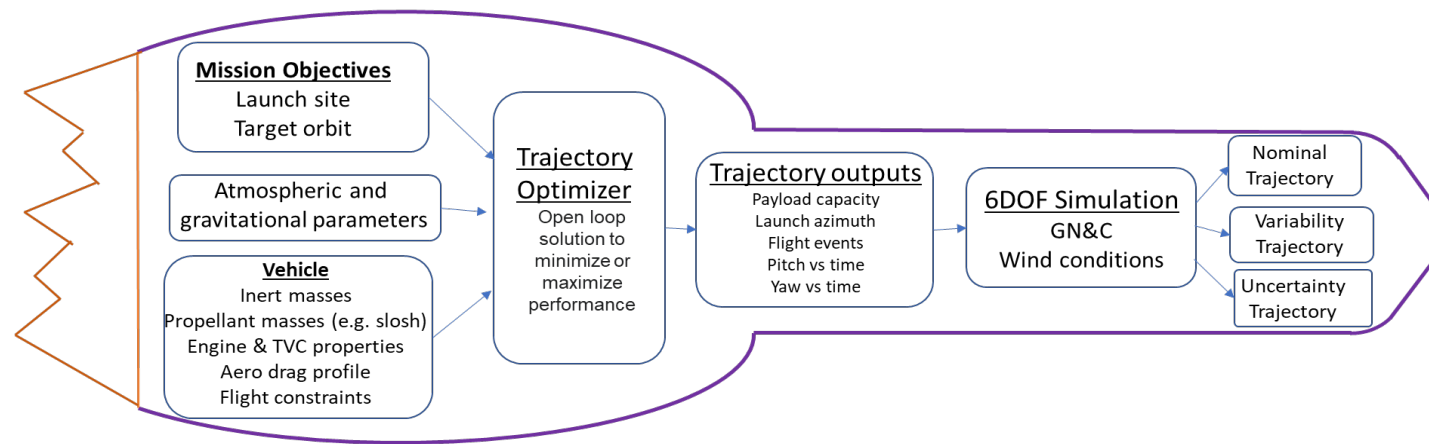 Mission Objectives
Launch site
Target orbit
Atmospheric and
gravitational parameters
Vehicle
Inert masses
Propellant masses (e.g. slosh)
Engine & TVC properties
Aero drag profile
Flight constraints
Trajectory
Optimizer
Open loop
solution to
minimize or
maximize
performance
Trajectory outputs
Payload capacity
Launch azimuth
Flight events
Pitch vs time
Yaw vs time
6DOF Simulation
GN&C
Wind conditions
Nominal
Trajectory
Variability
Trajectory
Uncertainty
Trajectory